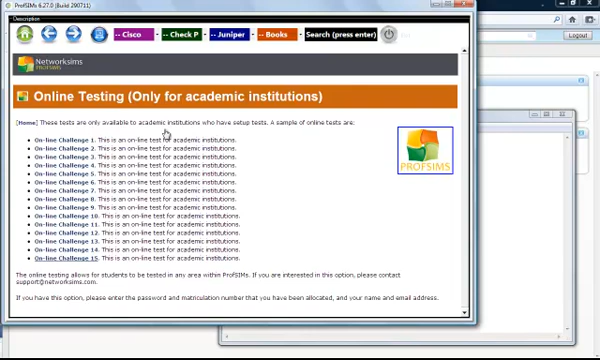 ProfSIMs 6.27.0 (Build 290711)
Description
-- Cisco
-- Check P
-- Juniper
-- Books
Search (press enter)
Logout
Networksims
PROFSIMS
Online Testing (Only for academic institutions)
[Home] These tests are only available to academic institutions who have setup tests. A sample of online tests are:
On-line Challenge 1. This is an on-line test for academic institutions.
On-line Challenge 2. This is an on-line test for academic institutions.
On-line Challenge 3. This is an on-line test for academic institutions.
On-line Challenge 4. This is an on-line test for academic institutions.
On-line Challenge 5. This is an on-line test for academic institutions.
On-line Challenge 6. This is an on-line test for academic institutions.
On-line Challenge 7. This is an on-line test for academic institutions.
On-line Challenge 8. This is an on-line test for academic institutions.
On-line Challenge 9. This is an on-line test for academic institutions.
On-line Challenge 10. This is an on-line test for academic institutions.
On-line Challenge 11. This is an on-line test for academic institutions.
On-line Challenge 12. This is an on-line test for academic institutions.
On-line Challenge 13. This is an on-line test for academic institutions.
On-line Challenge 14. This is an on-line test for academic institutions.
On-line Challenge 15. This is an on-line test for academic institutions.
PROFSIMS
The online testing allows for students to be tested in any area within ProfSIMs. If you are interested in this option, please contact
support@networksims.com.
If you have this option, please enter the password and matriculation number that you have been allocated, and your name and email address.